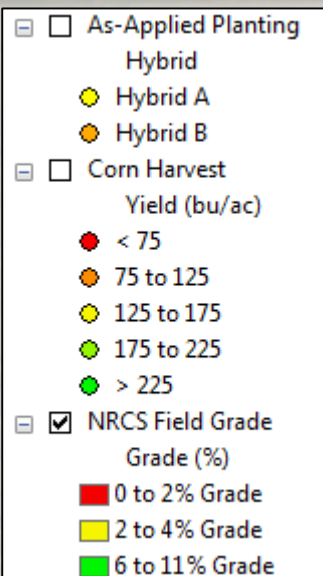 As-Applied Planting
Hybrid
Hybrid A
Hybrid B
Corn Harvest
Yield (bu/ac)
< 75
75 to 125
125 to 175
175 to 225
> 225
NRCS Field Grade
Grade (%)
0 to 2% Grade
2 to 4% Grade
6 to 11% Grade